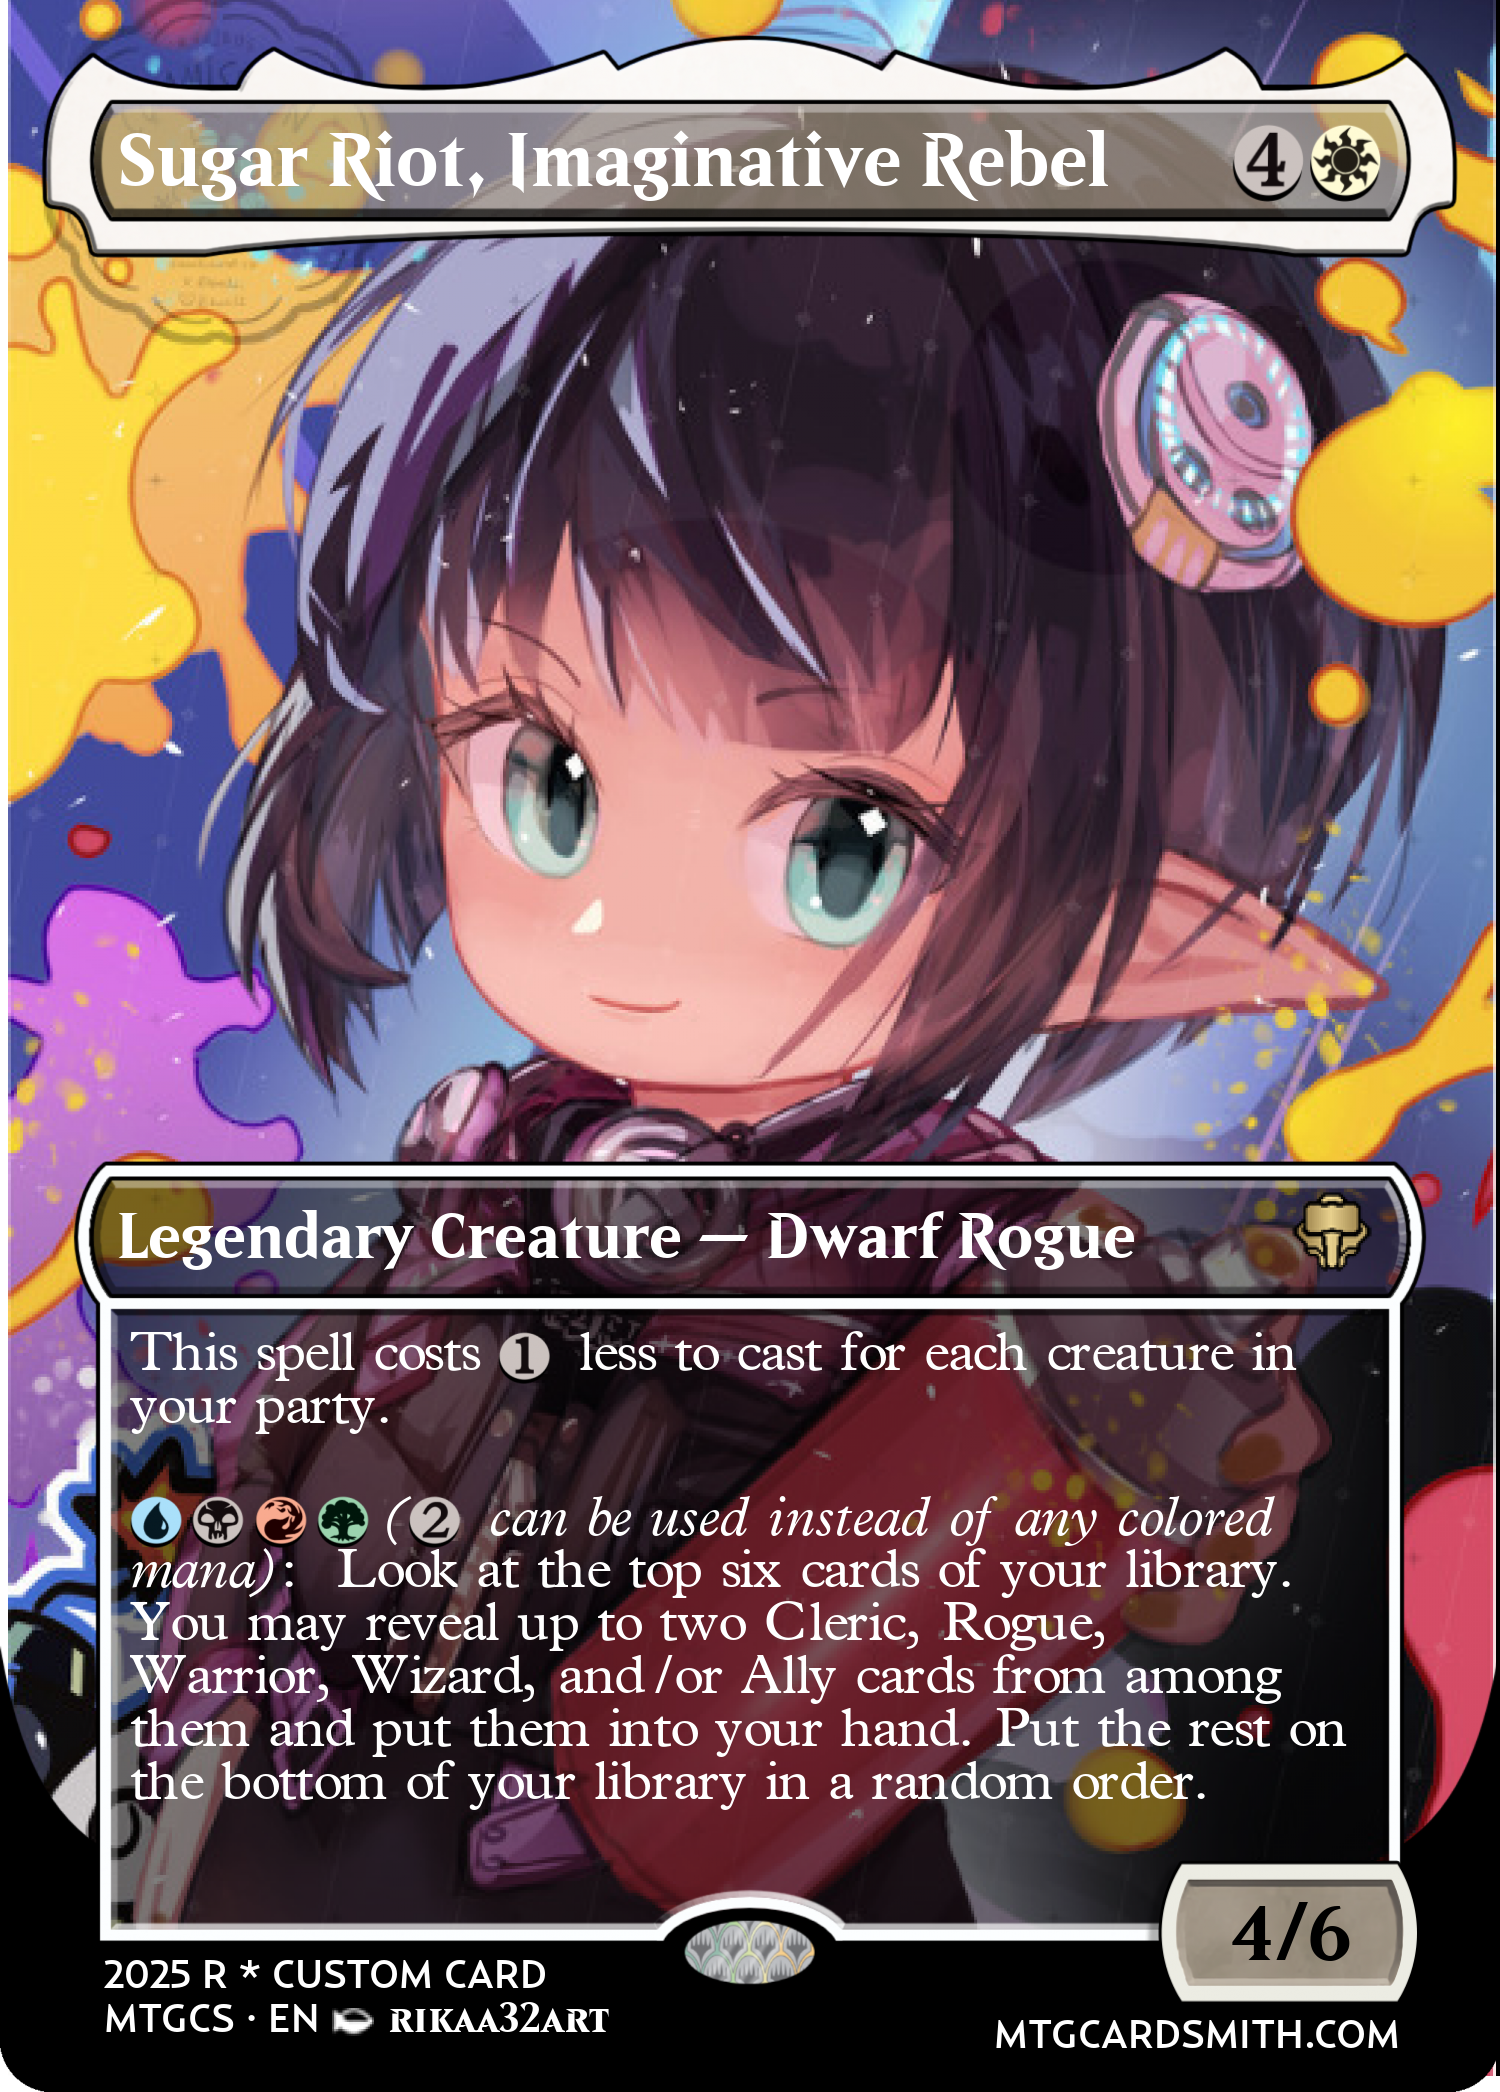 Sugar Riot, Imaginative Rebel 4
Legendary Creature — Dwarf Rogue
This spell costs 1 less to cast for each creature in
your party.
(2 can be used instead of any colored
mana): Look at the top six cards of your library.
You may reveal up to two Cleric, Rogue,
Warrior, Wizard, and/or Ally cards from among
them and put them into your hand. Put the rest on
the bottom of your library in a random order.
4/6
2025 R * CUSTOM CARD
MTGCS · EN RIKAA32ART
MTGCARDSMITH.COM